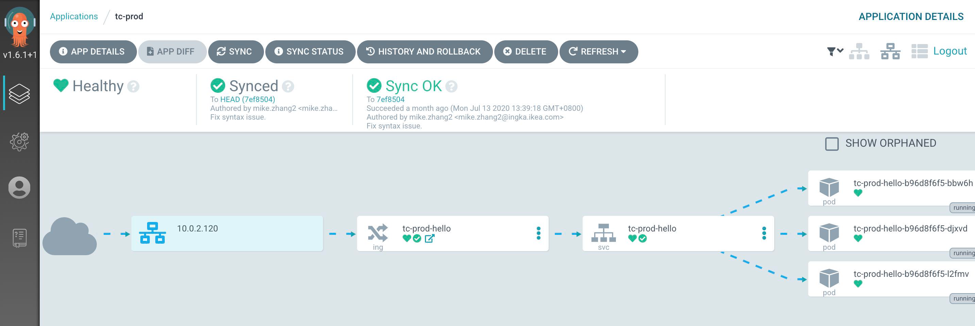 Applications / tc-prod
APPLICATION DETAILS
v1.6.1+1
APP DETAILS
APP DIFF
SYNC
SYNC STATUS
HISTORY AND ROLLBACK
DELETE
REFRESH
Logout
Healthy
Synced
To HEAD (7ef8504)
Authored by mike.zhang2 <mike.zha...
Fix syntax issue.
Sync OK
To 7ef8504
Succeeded a month ago (Mon Jul 13 2020 13:39:18 GMT+0800)
Authored by mike.zhang2 <mike.zhang2@ingka.ikea.com>
Fix syntax issue.
SHOW ORPHANED
10.0.2.120
tc-prod-hello
ing
tc-prod-hello
svc
tc-prod-hello-b96d8f6f5-bbw6h
pod
running
tc-prod-hello-b96d8f6f5-djxvd
pod
running
tc-prod-hello-b96d8f6f5-l2fmv
pod
running